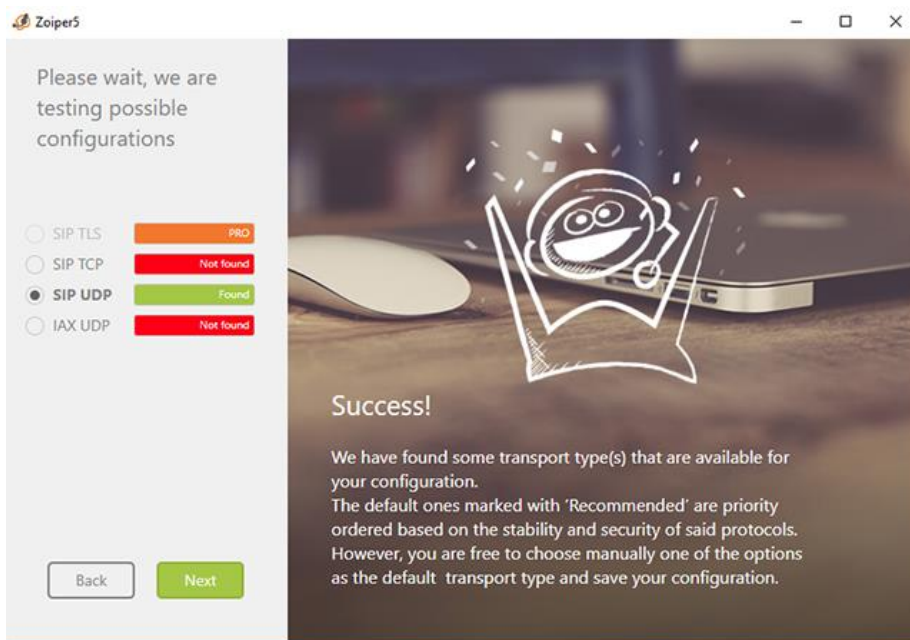 Zoiper5
Please wait, we are
testing possible
configurations
SIP TLS PRO
SIP TCP Not found
SIP UDP Found
IAX UDP Not found
Back Next
Success!
We have found some transport type(s) that are available for
your configuration.
The default ones marked with ‘Recommended’ are priority
ordered based on the stability and security of said protocols.
However, you are free to choose manually one of the options
as the default transport type and save your configuration.